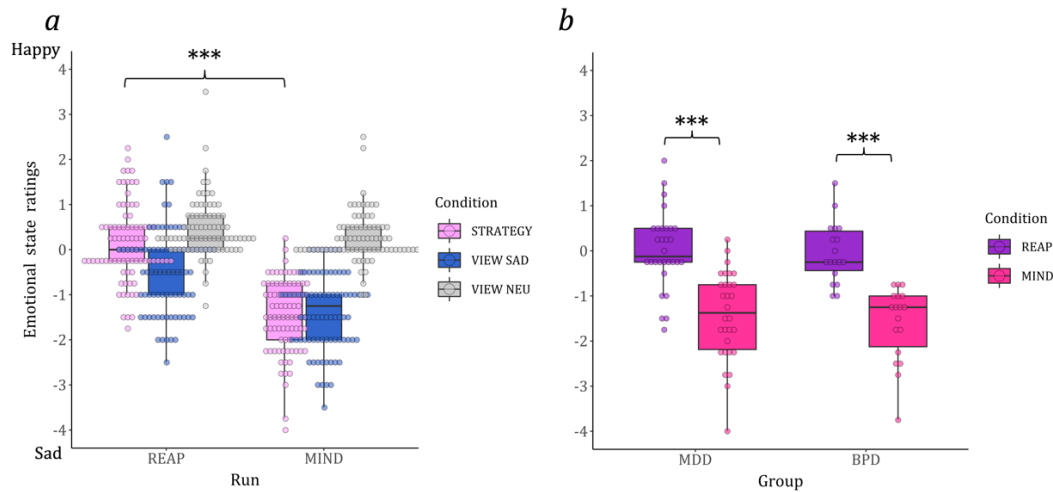 a
Happy
***
4
3
2
1
0
-1
-2
-3
-4
Sad
Emotional state ratings
REAP MIND
Run
Condition
STRATEGY
VIEW SAD
VIEW NEU
b
4
3
2
1
0
-1
-2
-3
-4
*** ***
MDD BPD
Group
Condition
REAP
MIND